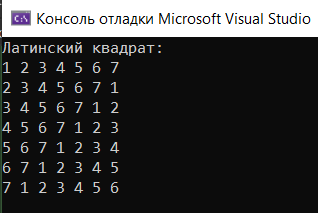 Консоль отладки Microsoft Visual Studio
Латинский квадрат:
1 2 3 4 5 6 7
2 3 4 5 6 7 1
3 4 5 6 7 1 2
4 5 6 7 1 2 3
5 6 7 1 2 3 4
6 7 1 2 3 4 5
7 1 2 3 4 5 6